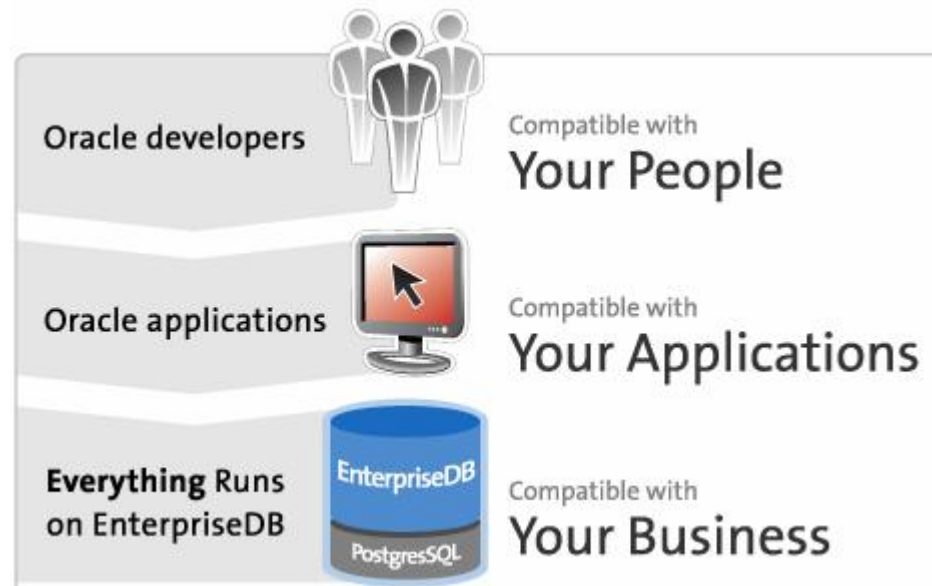 Oracle developers
Compatible with
Your People
Oracle applications
Compatible with
Your Applications
Everything Runs
on EnterpriseDB
EnterpriseDB
PostgresSQL
Compatible with
Your Business